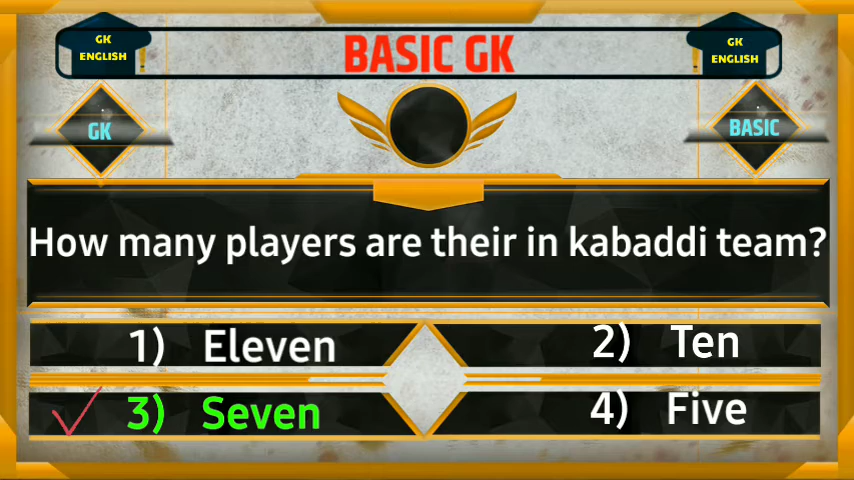 GK
ENGLISH
BASIC GK
GK
ENGLISH
GK
BASIC
How many players are their in kabaddi team?
1) Eleven
2) Ten
3) Seven
4) Five